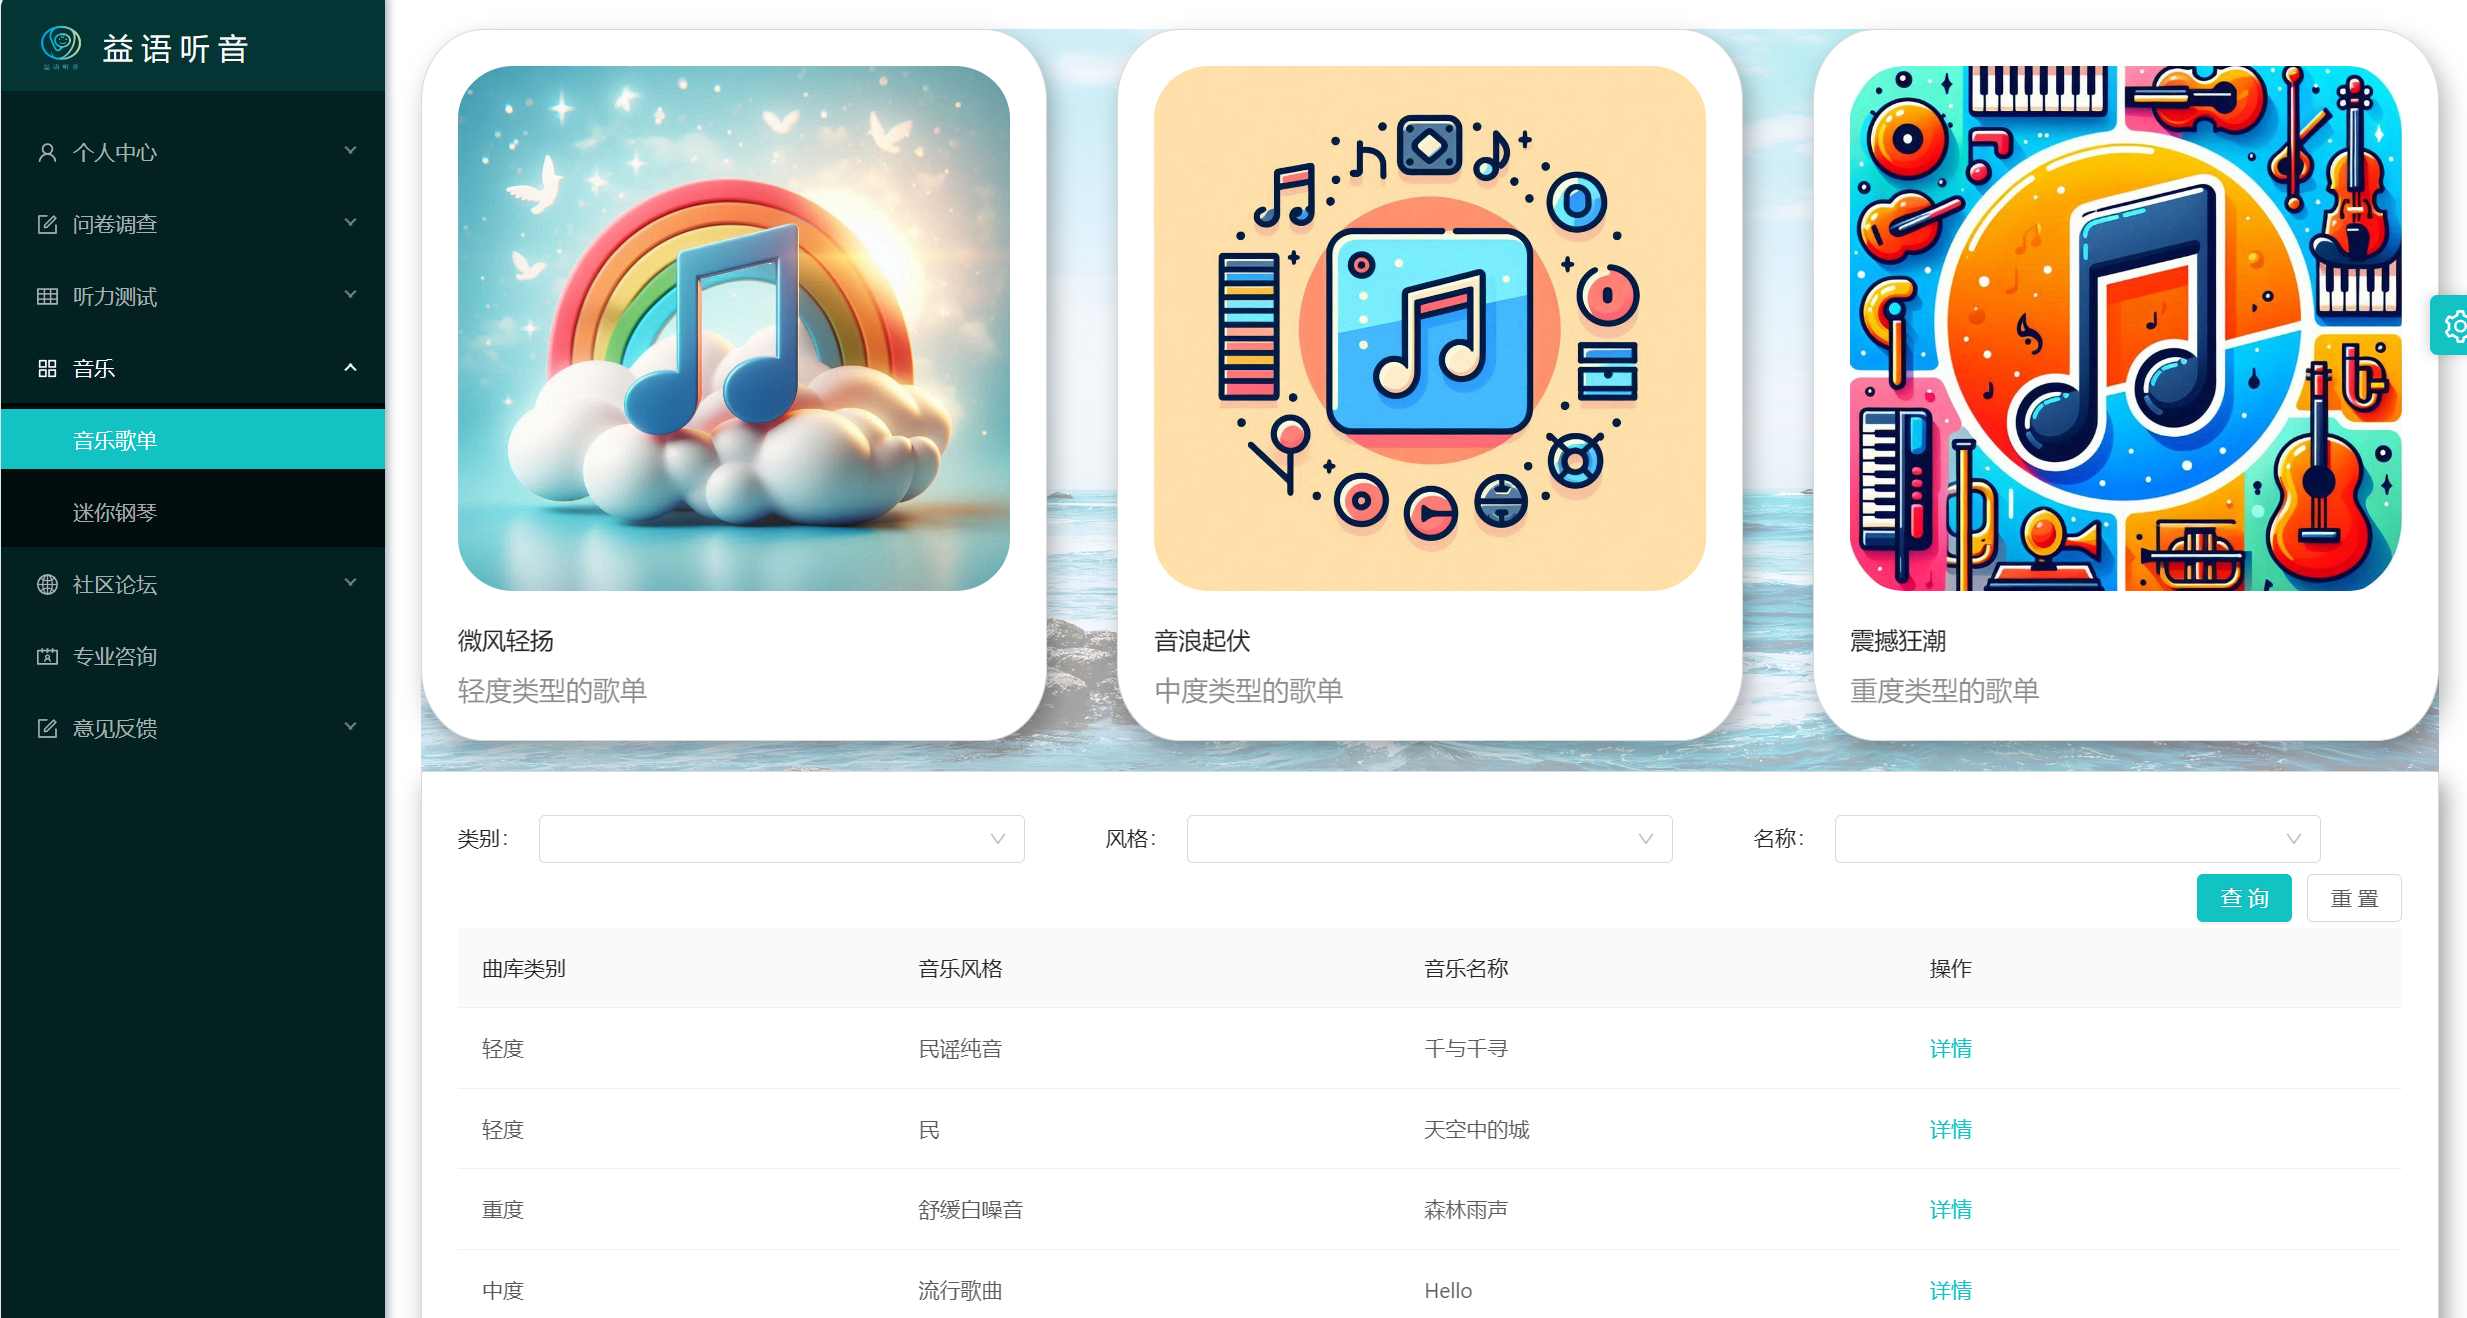 益语听音
益语听音
个人中心
问卷调查
听力测试
音乐
音乐歌单
迷你钢琴
社区论坛
专业咨询
意见反馈
微风轻扬
轻度类型的歌单
音浪起伏
中度类型的歌单
震撼狂潮
重度类型的歌单
类别：
风格：
名称：
查 询
重 置
曲库类别 音乐风格 音乐名称 操作
轻度 民谣纯音 千与千寻 详情
轻度 民 天空中的城 详情
重度 舒缓白噪音 森林雨声 详情
中度 流行歌曲 Hello 详情